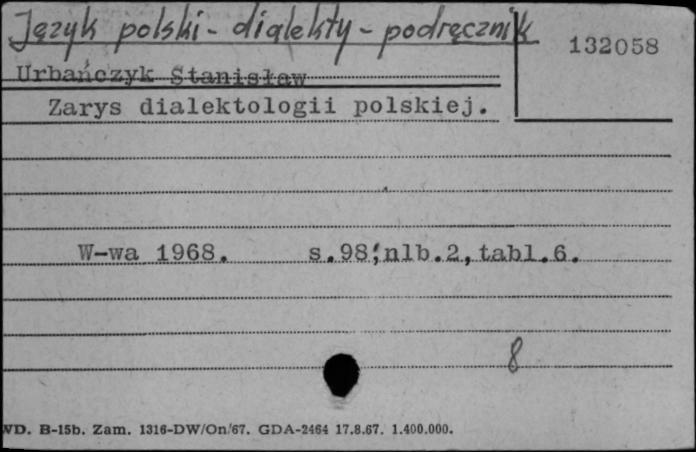 Język polski - dialekty - podręcznik
132058
Urbańczyk Stanisław
Zarys dialektologii polskiej.
W-wa 1968. s.98,nlb.2,tabl.6.
8
WD. B-15b. Zam. 1316-DW/On/67. GDA-2464 17.8.67. 1.400.000.